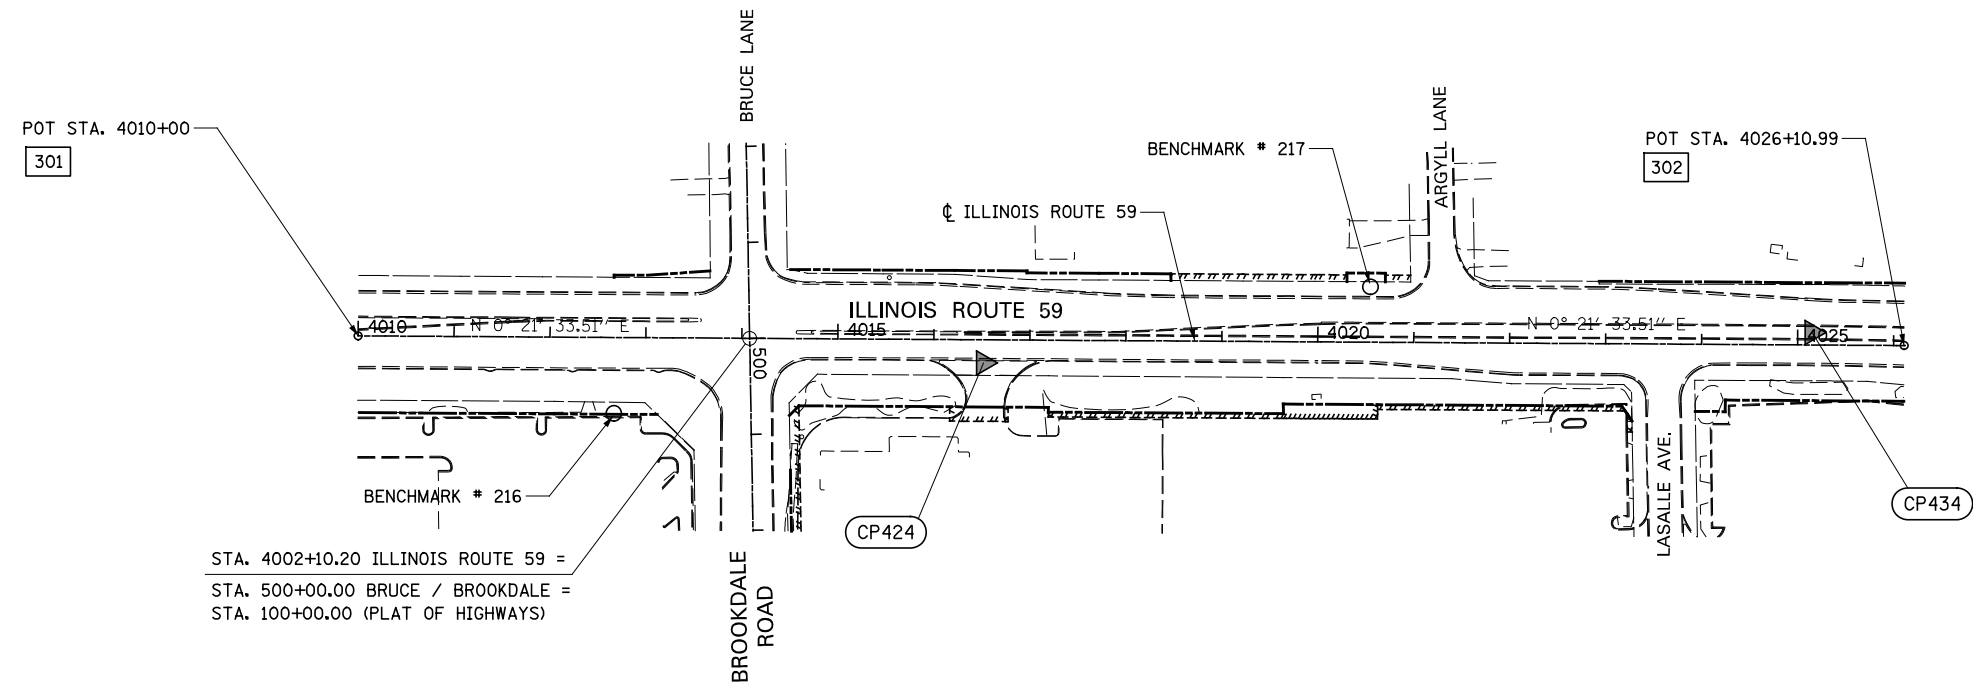 BRUCE LANE
POT STA. 4010+00
301
BENCHMARK # 217
ARGYLL LANE
POT STA. 4026+10.99
302
℄ ILLINOIS ROUTE 59
ILLINOIS ROUTE 59
4010
N 0° 21' 33.51" E
4015
4020
N 0° 21' 33.51" E
4025
500
BENCHMARK # 216
CP424
CP434
LASALLE AVE.
STA. 4002+10.20 ILLINOIS ROUTE 59 =
STA. 500+00.00 BRUCE / BROOKDALE =
STA. 100+00.00 (PLAT OF HIGHWAYS)
BROOKDALE
ROAD